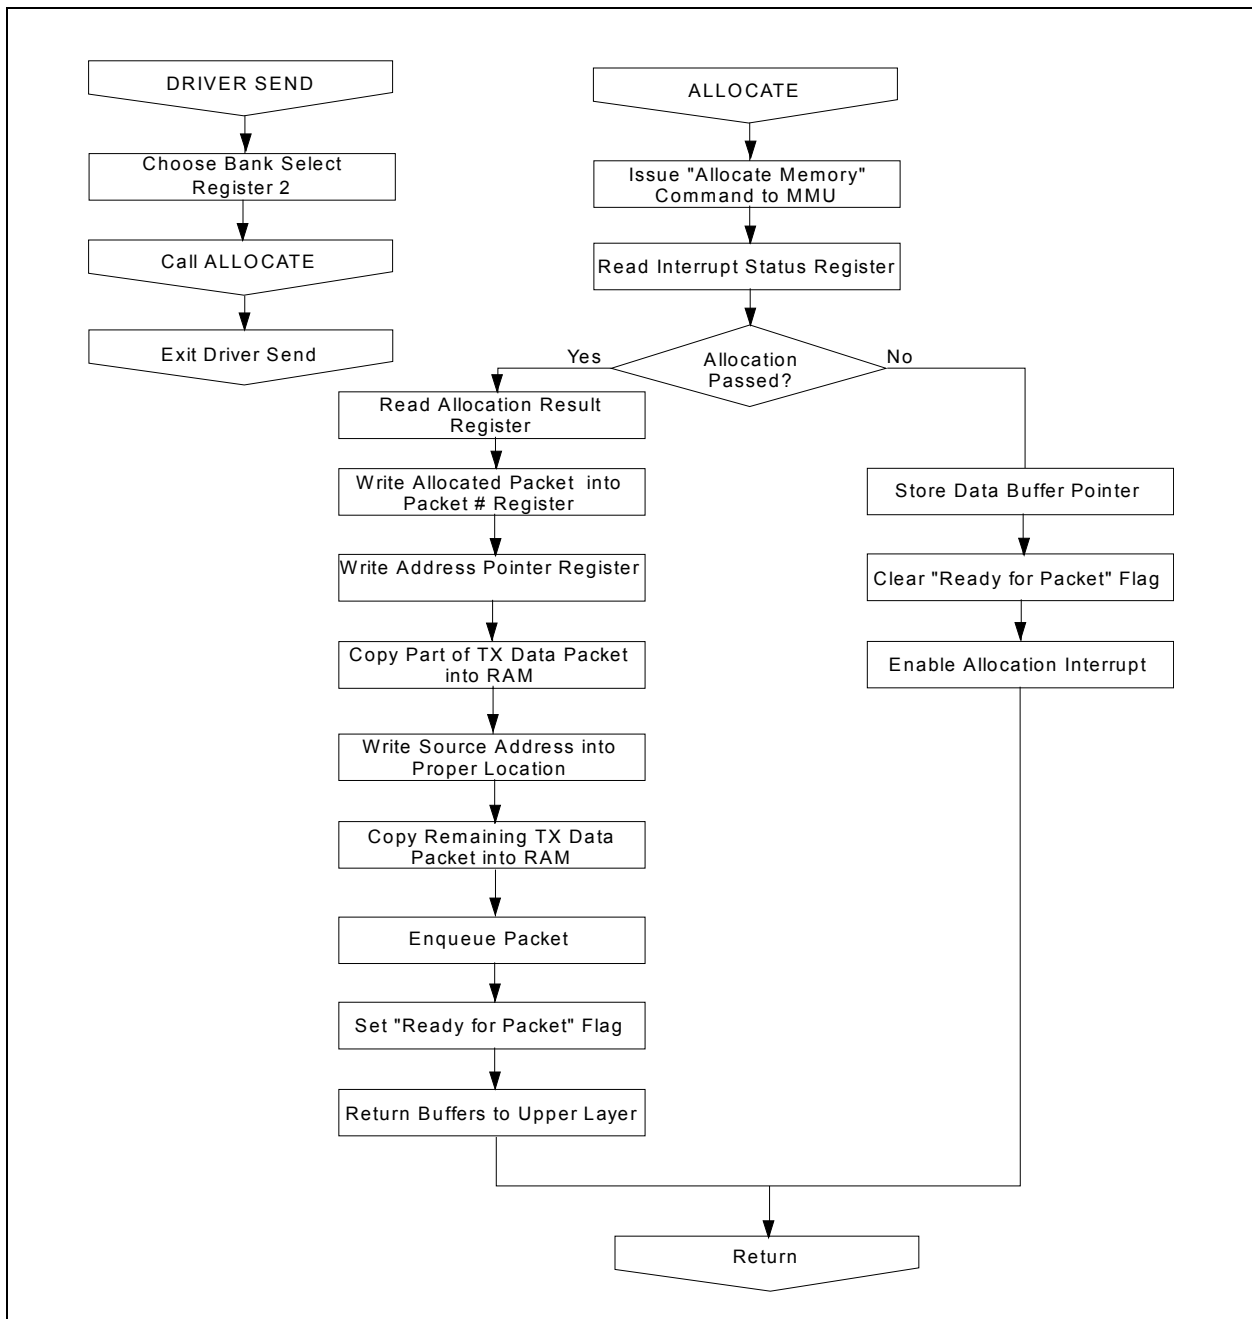 DRIVER SEND
Choose Bank Select
Register 2
Call ALLOCATE
Exit Driver Send
ALLOCATE
Issue "Allocate Memory"
Command to MMU
Read Interrupt Status Register
Allocation
Passed?
Yes
No
Read Allocation Result
Register
Write Allocated Packet into
Packet # Register
Write Address Pointer Register
Copy Part of TX Data Packet
into RAM
Write Source Address into
Proper Location
Copy Remaining TX Data
Packet into RAM
Enqueue Packet
Set "Ready for Packet" Flag
Return Buffers to Upper Layer
Store Data Buffer Pointer
Clear "Ready for Packet" Flag
Enable Allocation Interrupt
Return